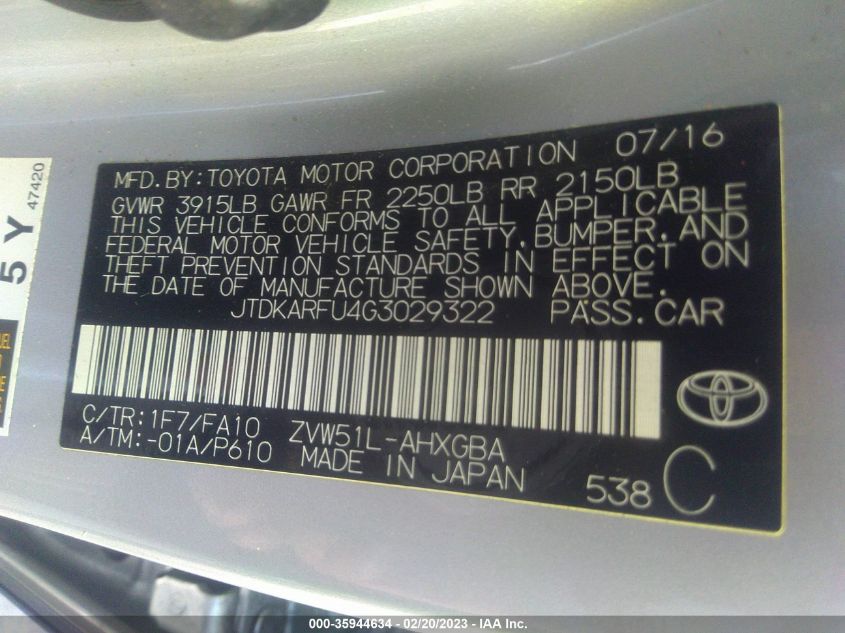 47420
5 Y
MFD.BY:TOYOTA MOTOR CORPORATION 07/16
GVWR 3915LB GAWR FR 2250LB RR 2150LB
THIS VEHICLE CONFORMS TO ALL APPLICABLE
FEDERAL MOTOR VEHICLE SAFETY,BUMPER,AND
THEFT PREVENTION STANDARDS IN EFFECT ON
THE DATE OF MANUFACTURE SHOWN ABOVE.
JTDKARFU4G3029322 PASS.CAR
C/TR:1F7/FA10 ZVW51L-AHXGBA
A/TM:-01A/P610 MADE IN JAPAN
538 C
000-35944634 - 02/20/2023 - IAA Inc.